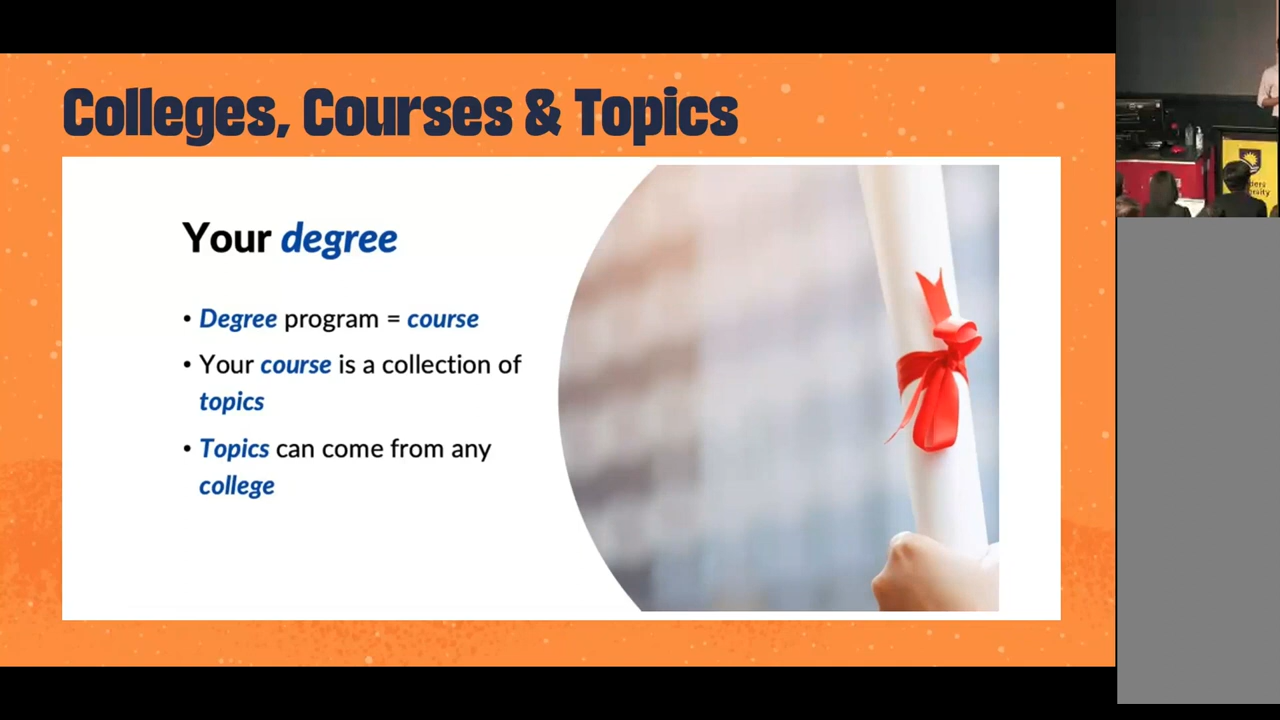 Colleges, Courses & Topics
Your degree
• Degree program = course
• Your course is a collection of
topics
• Topics can come from any
college